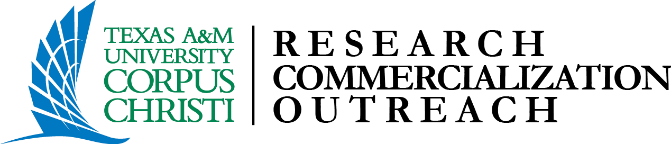 TEXAS A&M
UNIVERSITY
CORPUS
CHRISTI
RESEARCH
COMMERCIALIZATION
OUTREACH